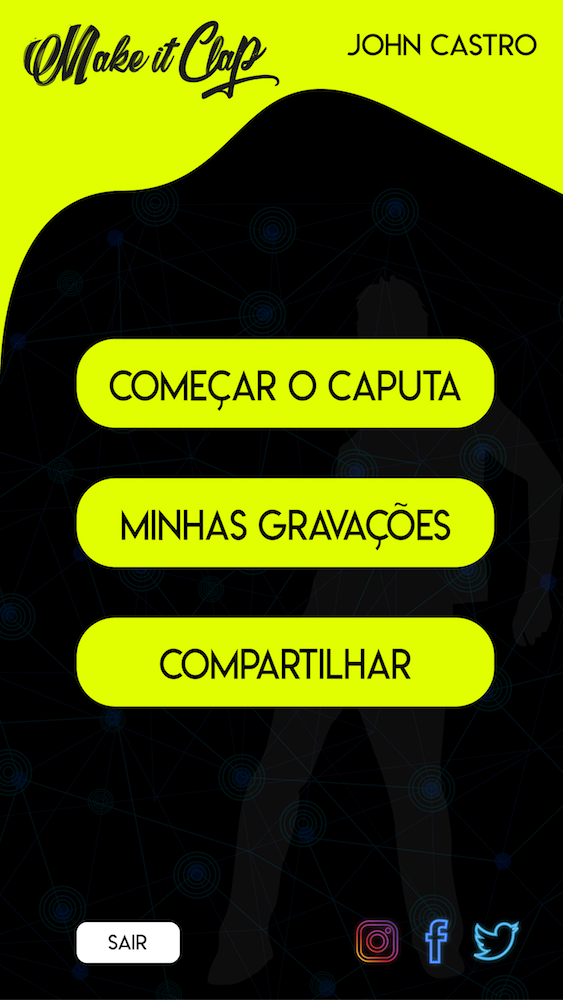 Make it Clap
JOHN CASTRO
COMEÇAR O CAPUTA
MINHAS GRAVAÇÕES
COMPARTILHAR
SAIR